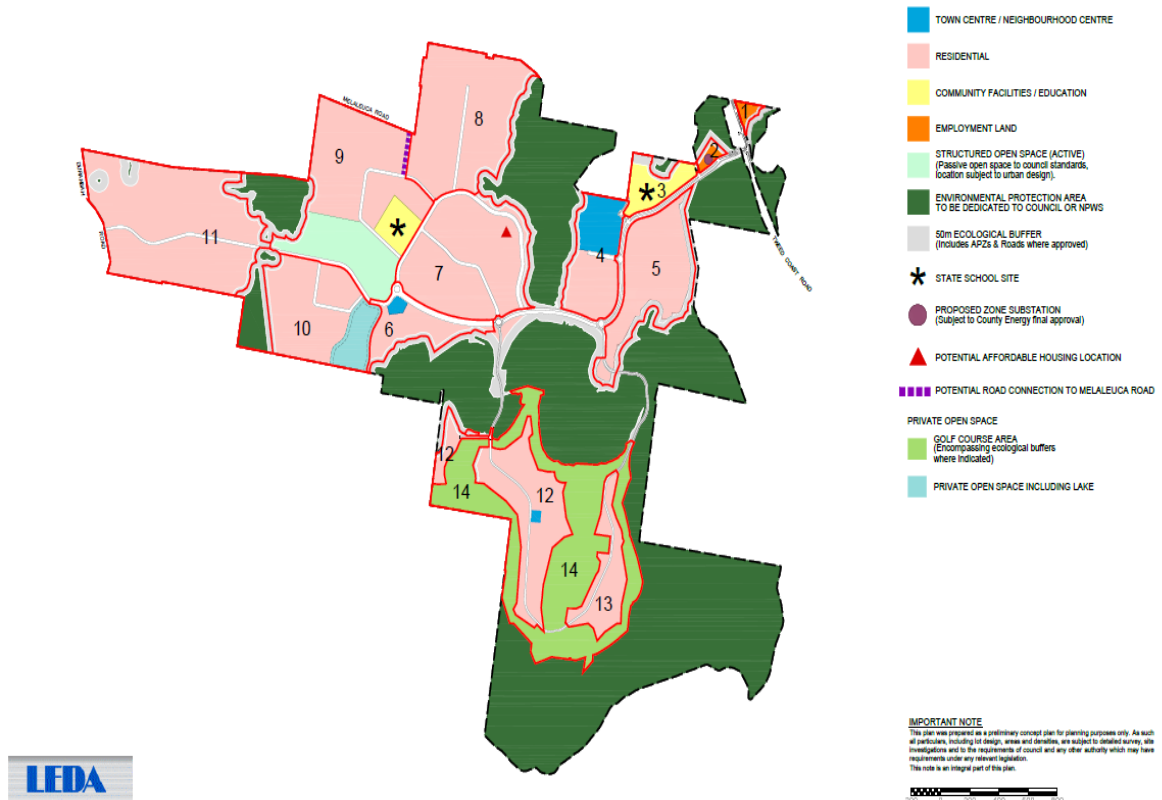 TOWN CENTRE / NEIGHBOURHOOD CENTRE
RESIDENTIAL
COMMUNITY FACILITIES / EDUCATION
EMPLOYMENT LAND
STRUCTURED OPEN SPACE (ACTIVE)
(Passive open space to council standards,
location subject to urban design).
ENVIRONMENTAL PROTECTION AREA
TO BE DEDICATED TO COUNCIL OR NPWS
50m ECOLOGICAL BUFFER
(Includes APZs & Roads where approved)
STATE SCHOOL SITE
PROPOSED ZONE SUBSTATION
(Subject to County Energy final approval)
POTENTIAL AFFORDABLE HOUSING LOCATION
POTENTIAL ROAD CONNECTION TO MELALEUCA ROAD
PRIVATE OPEN SPACE
GOLF COURSE AREA
(Encompassing ecological buffers
where indicated)
PRIVATE OPEN SPACE INCLUDING LAKE
MELALEUCA ROAD
8
9
1
2
3
11
7
4
5
10
6
ROAD
TWEED COAST ROAD
12
14
12
14
13
IMPORTANT NOTE
This plan was prepared as a preliminary concept plan for planning purposes only. As such
all particulars, including lot design, areas and densities, are subject to detailed survey, site
investigations and to the requirements of council and any other authority which may have
requirements under any relevant legislation.
This note is an integral part of this plan.
LEDA
200 0 200 400 600 800